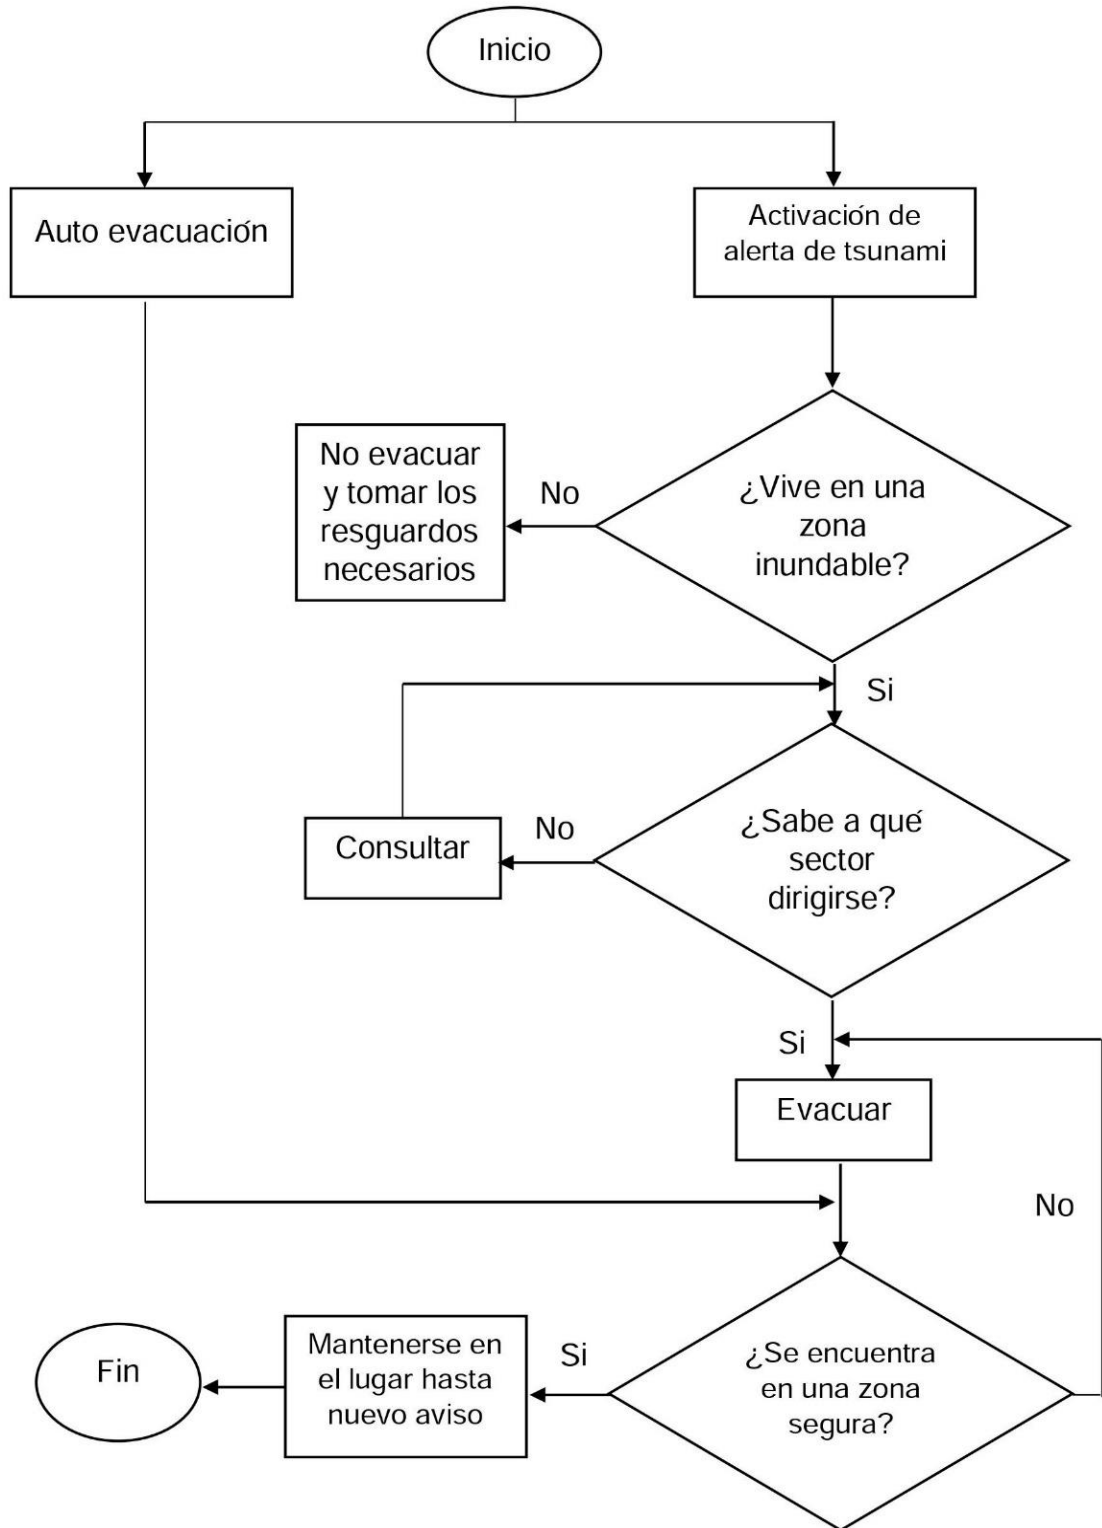 Inicio
Auto evacuación
Activación de
alerta de tsunami
No evacuar
y tomar los
resguardos
necesarios
No
¿Vive en una
zona
inundable?
Si
Consultar
No
¿Sabe a qué
sector
dirigirse?
Si
Evacuar
No
Fin
Mantenerse en
el lugar hasta
nuevo aviso
Si
¿Se encuentra
en una zona
segura?